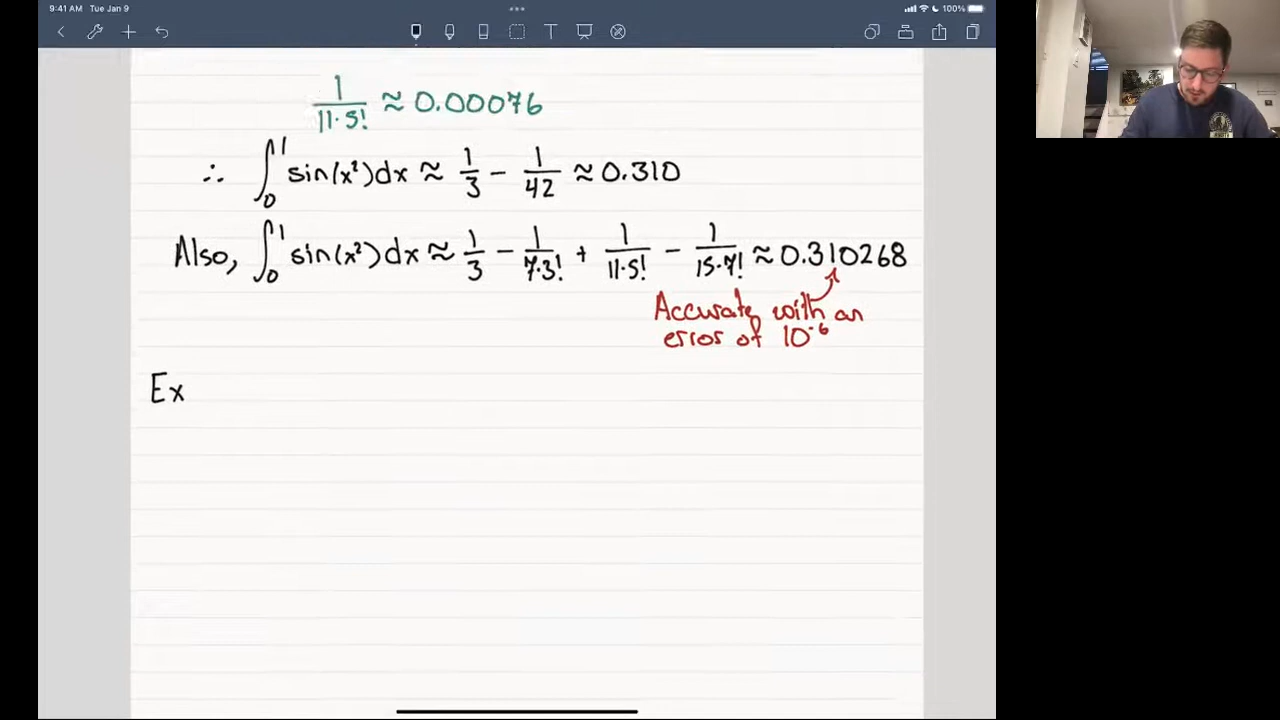 9:41 AM Tue Jan 9
100%
1/(11·5!) ≈ 0.00076
∴ ∫₀¹ sin(x²)dx ≈ 1/3 − 1/42 ≈ 0.310
Also, ∫₀¹ sin(x²)dx ≈ 1/3 − 1/(7·3!) + 1/(11·5!) − 1/(15·7!) ≈ 0.310268
Accurate with an
error of 10⁻⁶
Ex